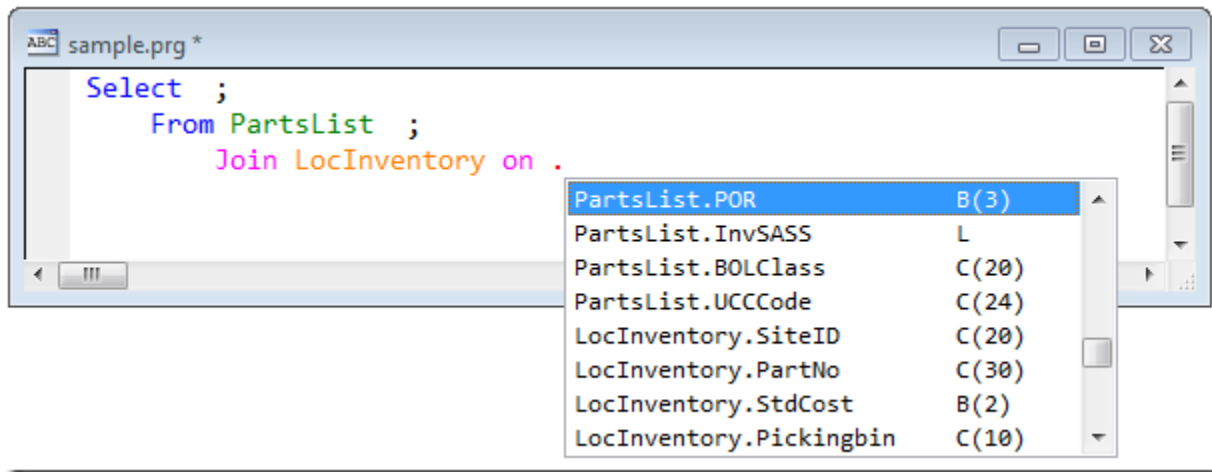 ABC sample.prg *
Select ;
From PartsList ;
Join LocInventory on .
PartsList.POR B(3)
PartsList.InvSASS L
PartsList.BOLClass C(20)
PartsList.UCCCode C(24)
LocInventory.SiteID C(20)
LocInventory.PartNo C(30)
LocInventory.StdCost B(2)
LocInventory.Pickingbin C(10)